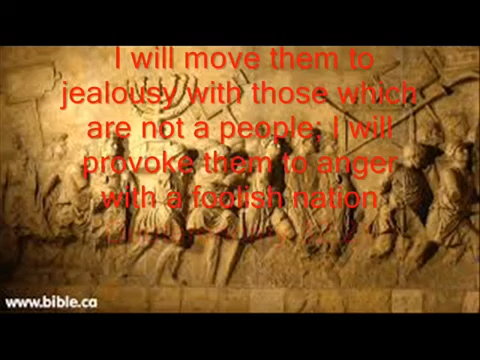 I will move them to
jealousy with those which
are not a people; I will
provoke them to anger
with a foolish nation
www.bible.ca